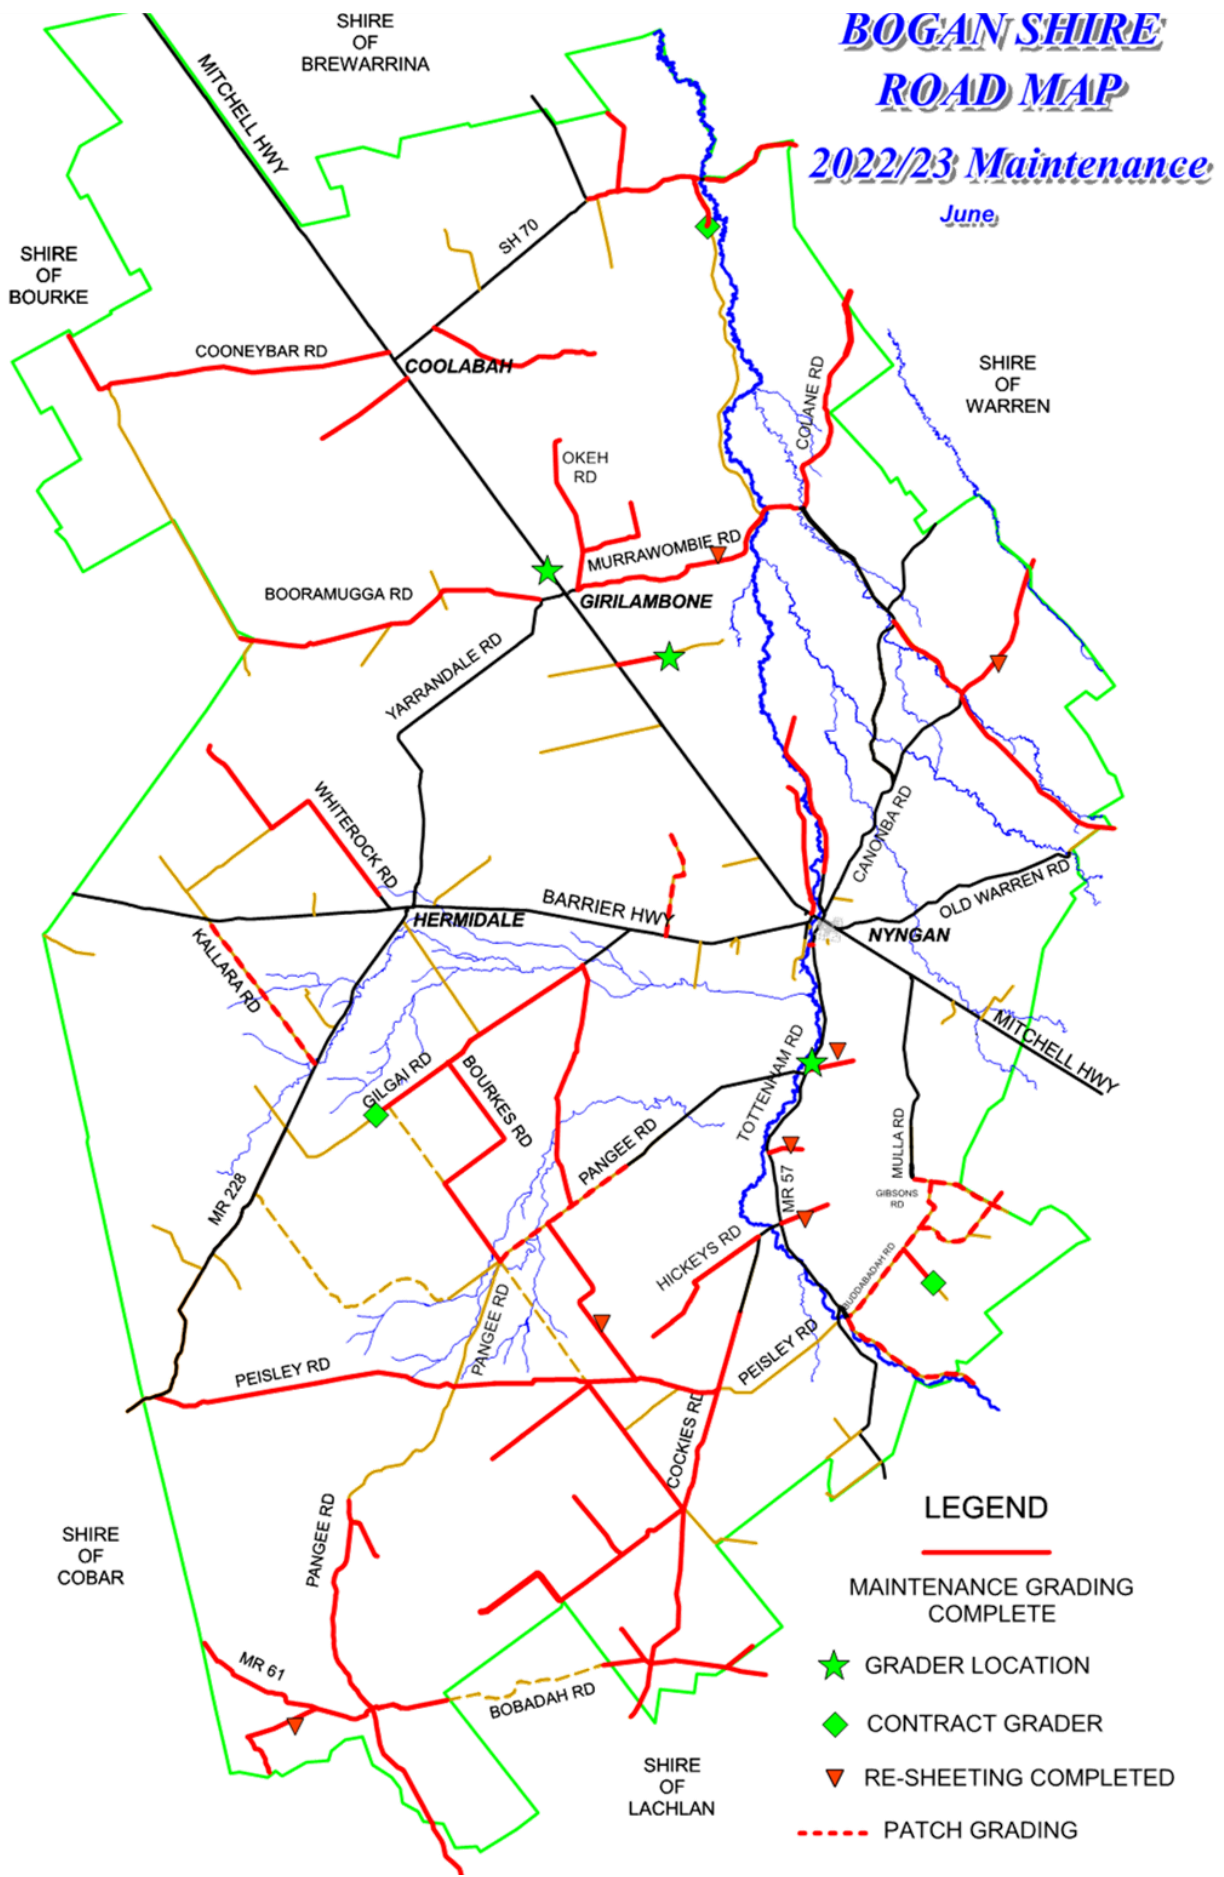 BOGAN SHIRE
ROAD MAP
2022/23 Maintenance
June
SHIRE
OF
BREWARRINA
MITCHELL HWY
SHIRE
OF
BOURKE
SH 70
COONEYBAR RD
COOLABAH
SHIRE
OF
WARREN
COLANE RD
OKEH
RD
MURRAWOMBIE RD
BOORAMUGGA RD
GIRILAMBONE
YARRANDALE RD
WHITEROCK RD
CANONBA RD
OLD WARREN RD
BARRIER HWY
HERMIDALE
NYNGAN
KALLARA RD
MITCHELL HWY
GILGAI RD
BOURKES RD
TOTTENHAM RD
PANGEE RD
MULLA RD
MR 228
MR 57
GIBSONS
RD
HICKEYS RD
BUDDABADAH RD
PANGEE RD
PEISLEY RD
PEISLEY RD
COCKIES RD
PANGEE RD
SHIRE
OF
COBAR
MR 61
BOBADAH RD
SHIRE
OF
LACHLAN
LEGEND
MAINTENANCE GRADING
COMPLETE
GRADER LOCATION
CONTRACT GRADER
RE-SHEETING COMPLETED
PATCH GRADING